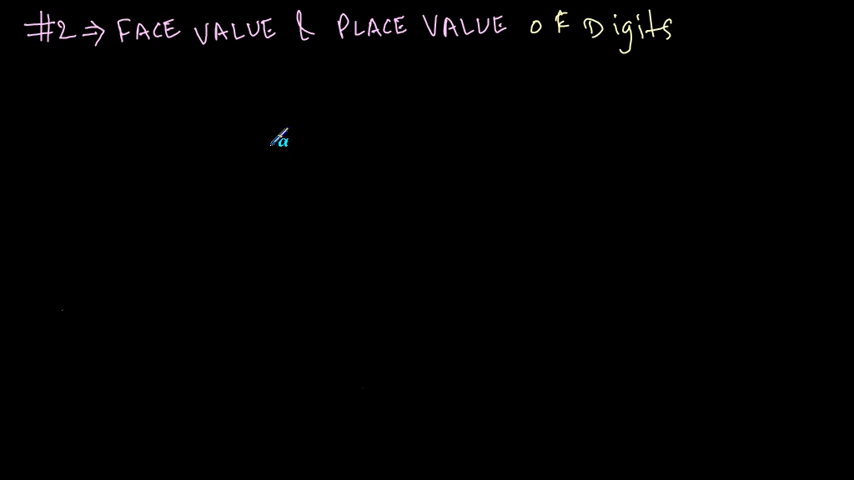 #2 ⇒ FACE VALUE & PLACE VALUE OF Digits
a